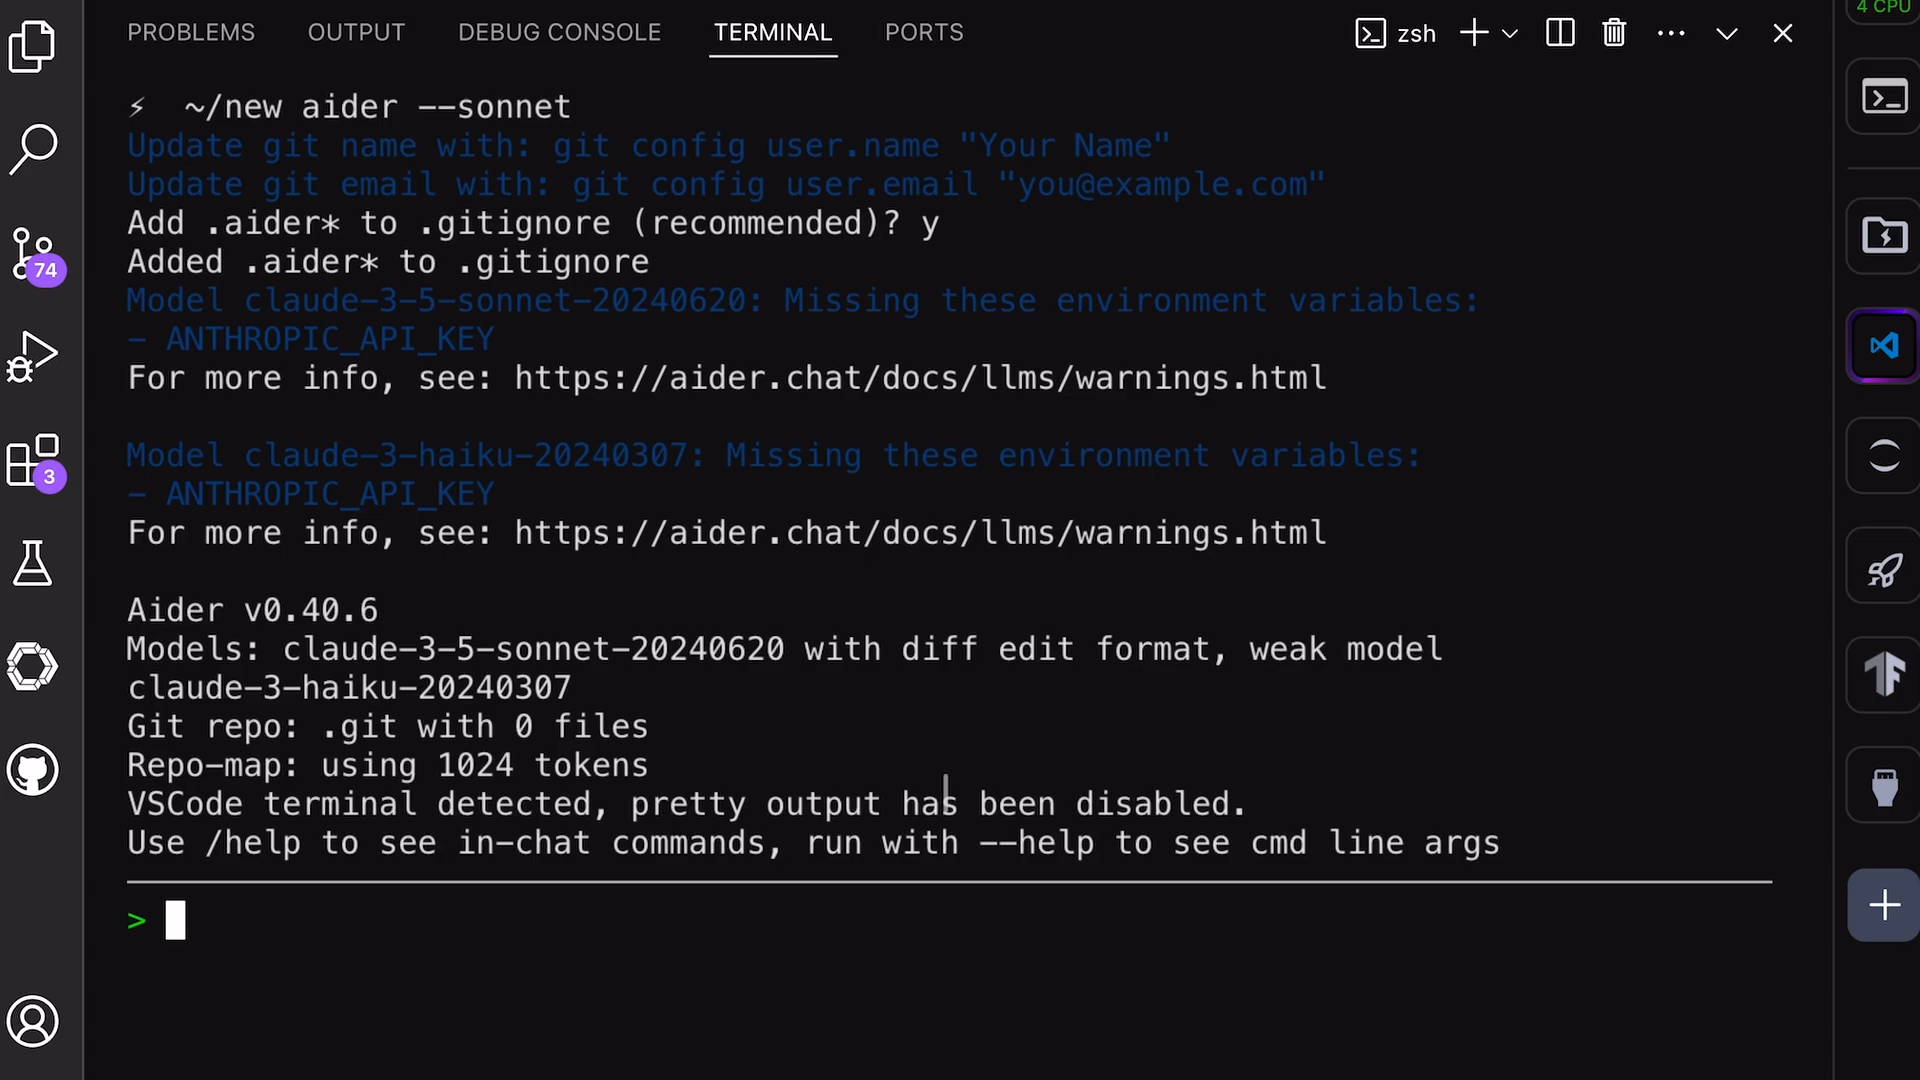 PROBLEMS OUTPUT DEBUG CONSOLE TERMINAL PORTS zsh
4 CPU
⚡ ~/new aider --sonnet
Update git name with: git config user.name "Your Name"
Update git email with: git config user.email "you@example.com"
Add .aider* to .gitignore (recommended)? y
Added .aider* to .gitignore
Model claude-3-5-sonnet-20240620: Missing these environment variables:
- ANTHROPIC_API_KEY
For more info, see: https://aider.chat/docs/llms/warnings.html
Model claude-3-haiku-20240307: Missing these environment variables:
- ANTHROPIC_API_KEY
For more info, see: https://aider.chat/docs/llms/warnings.html
Aider v0.40.6
Models: claude-3-5-sonnet-20240620 with diff edit format, weak model
claude-3-haiku-20240307
Git repo: .git with 0 files
Repo-map: using 1024 tokens
VSCode terminal detected, pretty output has been disabled.
Use /help to see in-chat commands, run with --help to see cmd line args
>
74
3